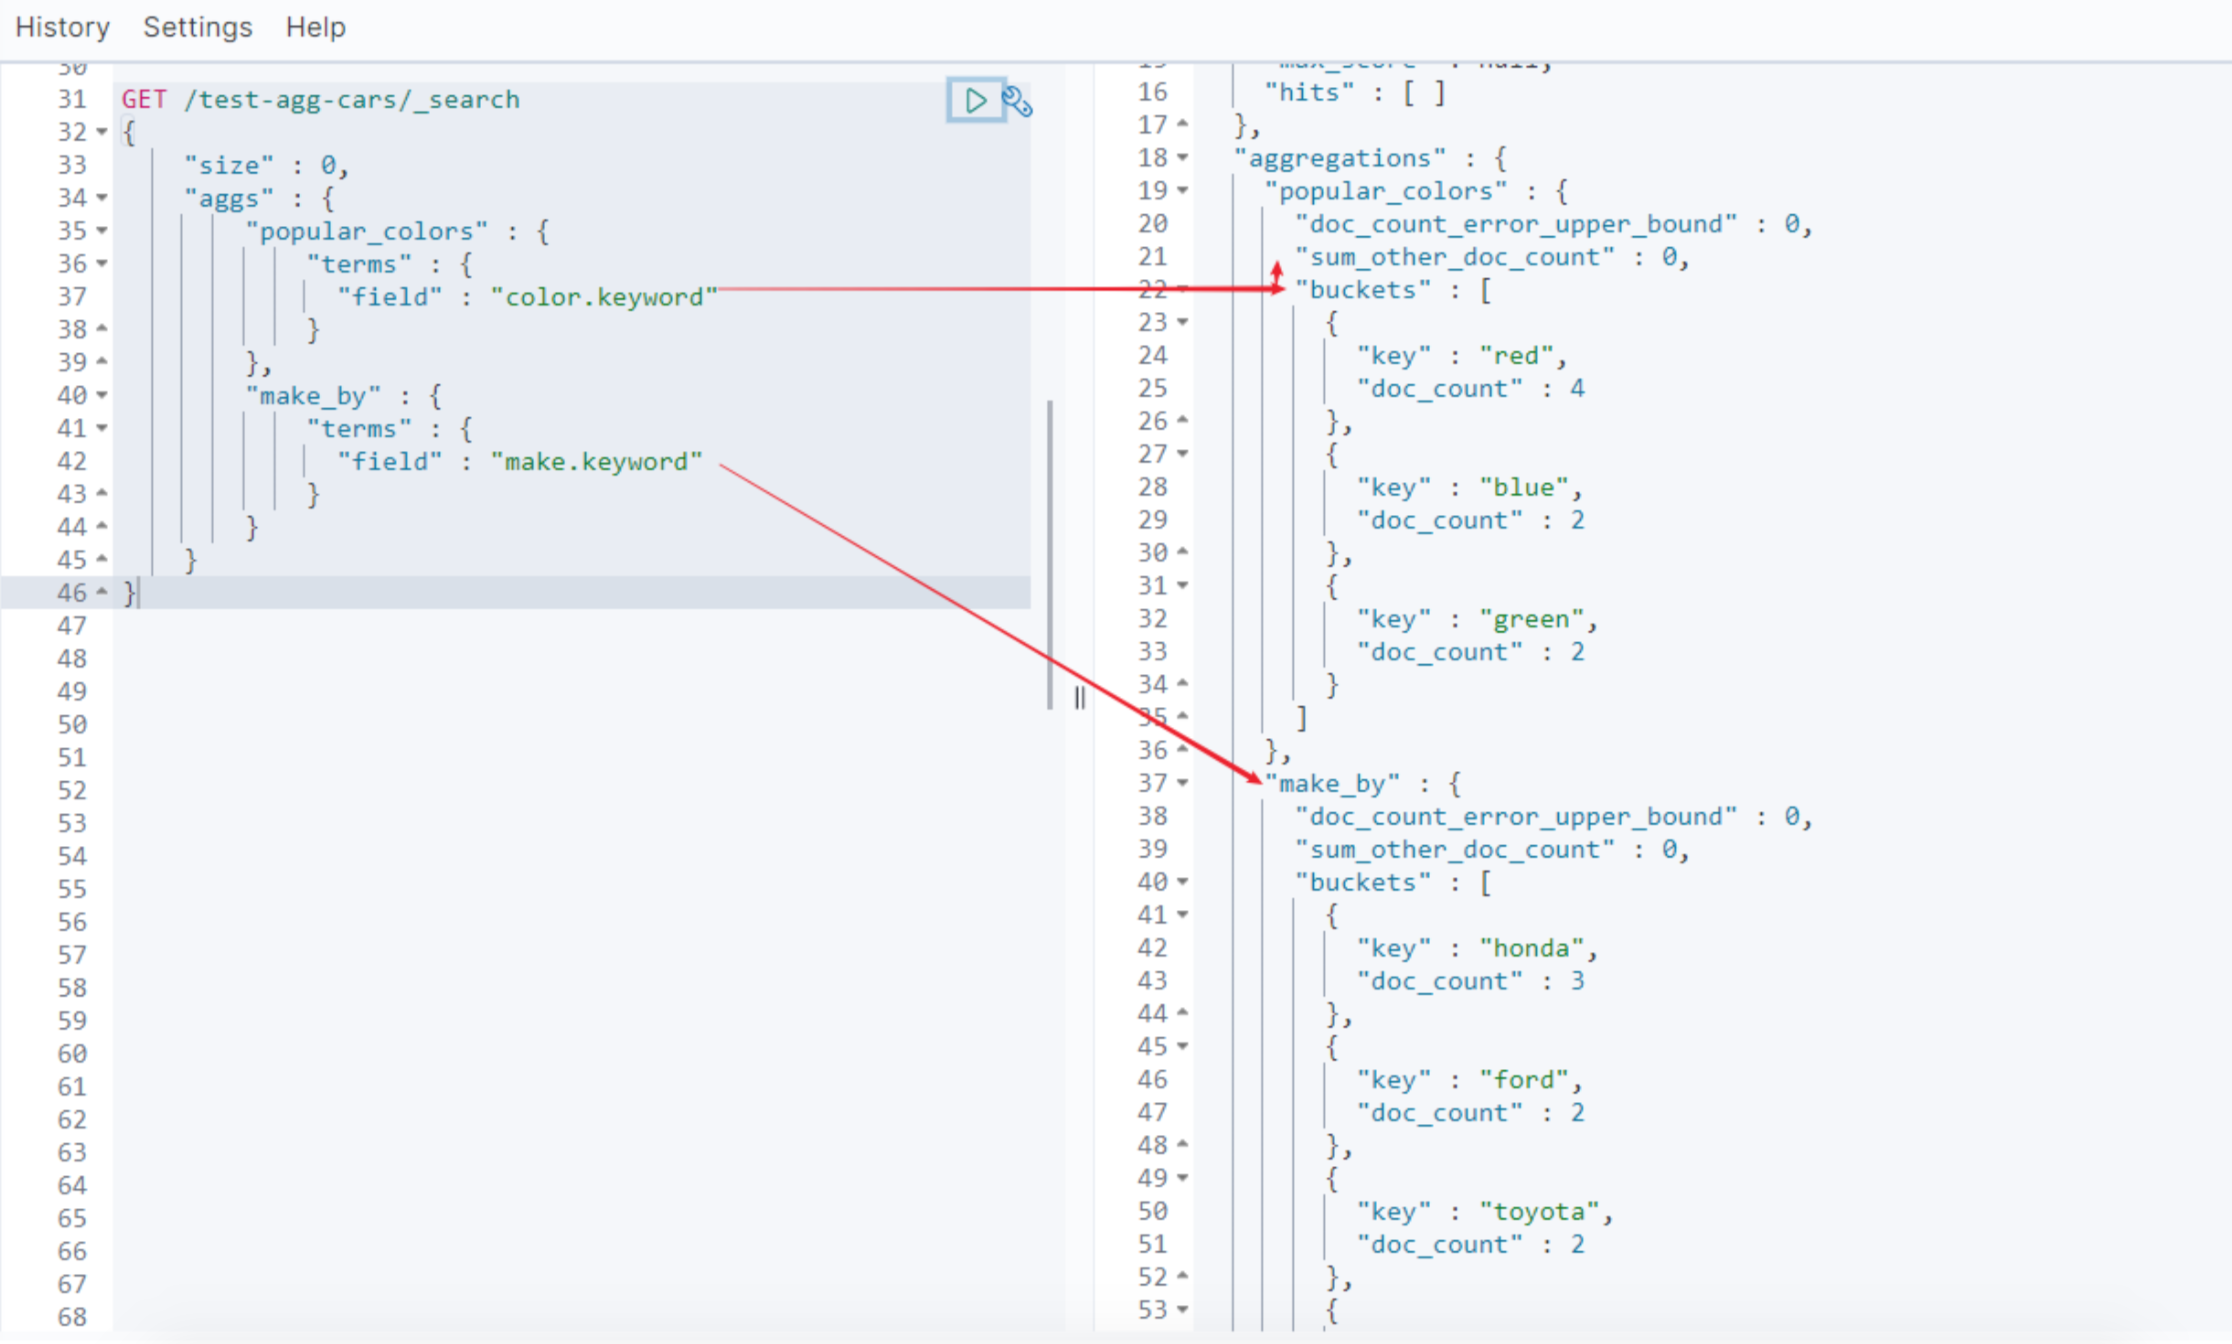 History Settings Help
30
31 GET /test-agg-cars/_search
32 {
33 "size" : 0,
34 "aggs" : {
35 "popular_colors" : {
36 "terms" : {
37 "field" : "color.keyword"
38 }
39 },
40 "make_by" : {
41 "terms" : {
42 "field" : "make.keyword"
43 }
44 }
45 }
46 }
47
48
49
50
51
52
53
54
55
56
57
58
59
60
61
62
63
64
65
66
67
68
15 "max_score" : null,
16 "hits" : [ ]
17 },
18 "aggregations" : {
19 "popular_colors" : {
20 "doc_count_error_upper_bound" : 0,
21 "sum_other_doc_count" : 0,
22 "buckets" : [
23 {
24 "key" : "red",
25 "doc_count" : 4
26 },
27 {
28 "key" : "blue",
29 "doc_count" : 2
30 },
31 {
32 "key" : "green",
33 "doc_count" : 2
34 }
35 ]
36 },
37 "make_by" : {
38 "doc_count_error_upper_bound" : 0,
39 "sum_other_doc_count" : 0,
40 "buckets" : [
41 {
42 "key" : "honda",
43 "doc_count" : 3
44 },
45 {
46 "key" : "ford",
47 "doc_count" : 2
48 },
49 {
50 "key" : "toyota",
51 "doc_count" : 2
52 },
53 {